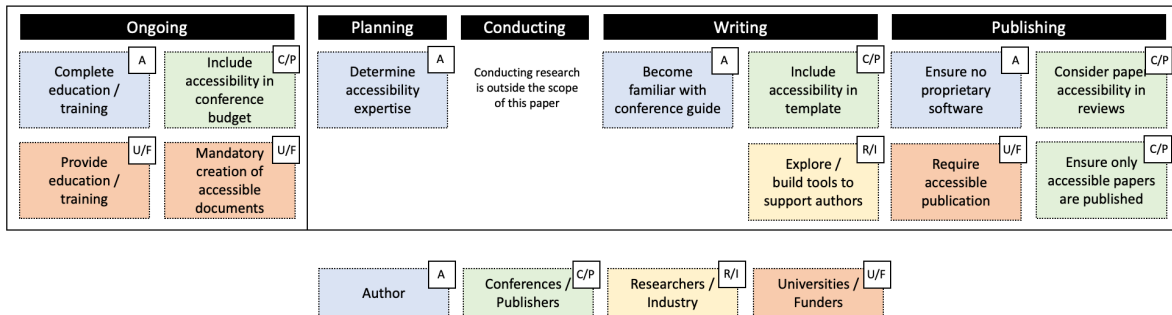 Ongoing
Planning
Conducting
Writing
Publishing
A
Complete
education /
training
C/P
Include
accessibility in
conference
budget
U/F
Provide
education /
training
U/F
Mandatory
creation of
accessible
documents
A
Determine
accessibility
expertise
Conducting research
is outside the scope
of this paper
A
Become
familiar with
conference guide
C/P
Include
accessibility
in template
R/I
Explore /
build tools to
support authors
A
Ensure no
proprietary
software
C/P
Consider paper
accessibility in
reviews
U/F
Require
accessible
publication
C/P
Ensure only
accessible papers
are published
A
Author
C/P
Conferences /
Publishers
R/I
Researchers /
Industry
U/F
Universities /
Funders